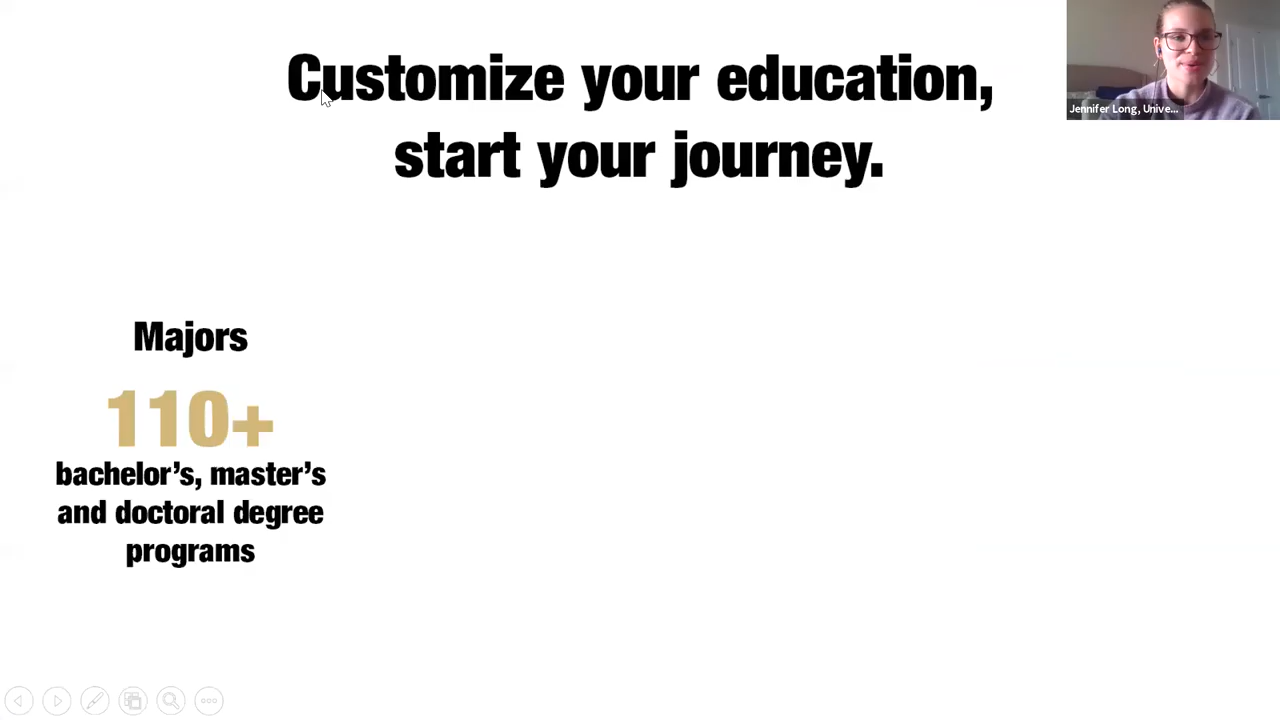 Customize your education,
start your journey.
Jennifer Long, Unive...
Majors
110+
bachelor's, master's
and doctoral degree
programs